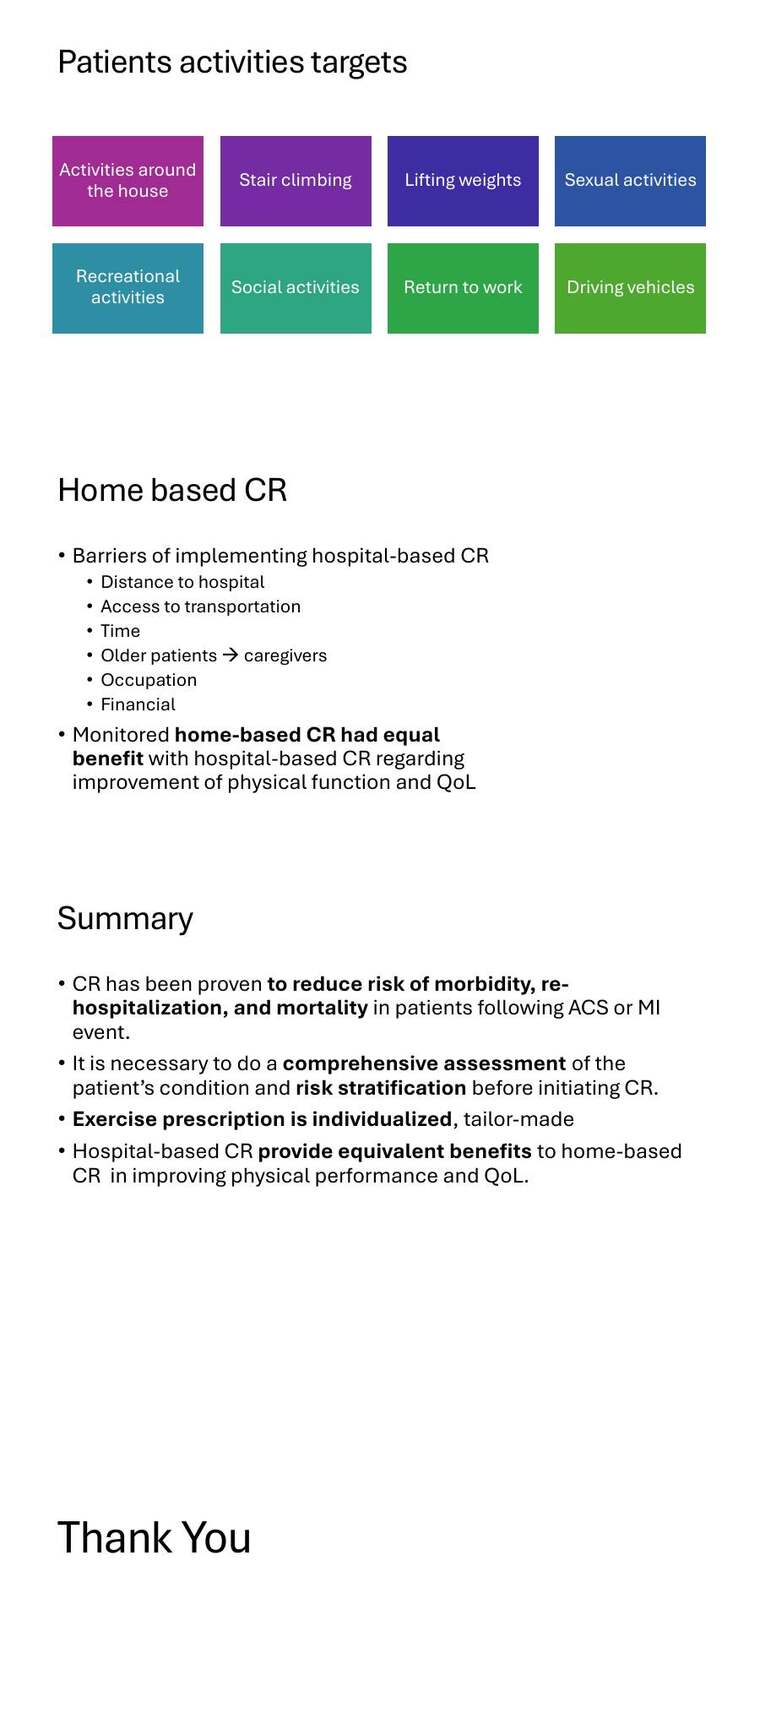 Patients activities targets
Activities around
the house
Stair climbing
Lifting weights
Sexual activities
Recreational
activities
Social activities
Return to work
Driving vehicles
Home based CR
• Barriers of implementing hospital-based CR
• Distance to hospital
• Access to transportation
• Time
• Older patients → caregivers
• Occupation
• Financial
• Monitored home-based CR had equal
benefit with hospital-based CR regarding
improvement of physical function and QoL
Summary
• CR has been proven to reduce risk of morbidity, re-
hospitalization, and mortality in patients following ACS or MI
event.
• It is necessary to do a comprehensive assessment of the
patient’s condition and risk stratification before initiating CR.
• Exercise prescription is individualized, tailor-made
• Hospital-based CR provide equivalent benefits to home-based
CR  in improving physical performance and QoL.
Thank You